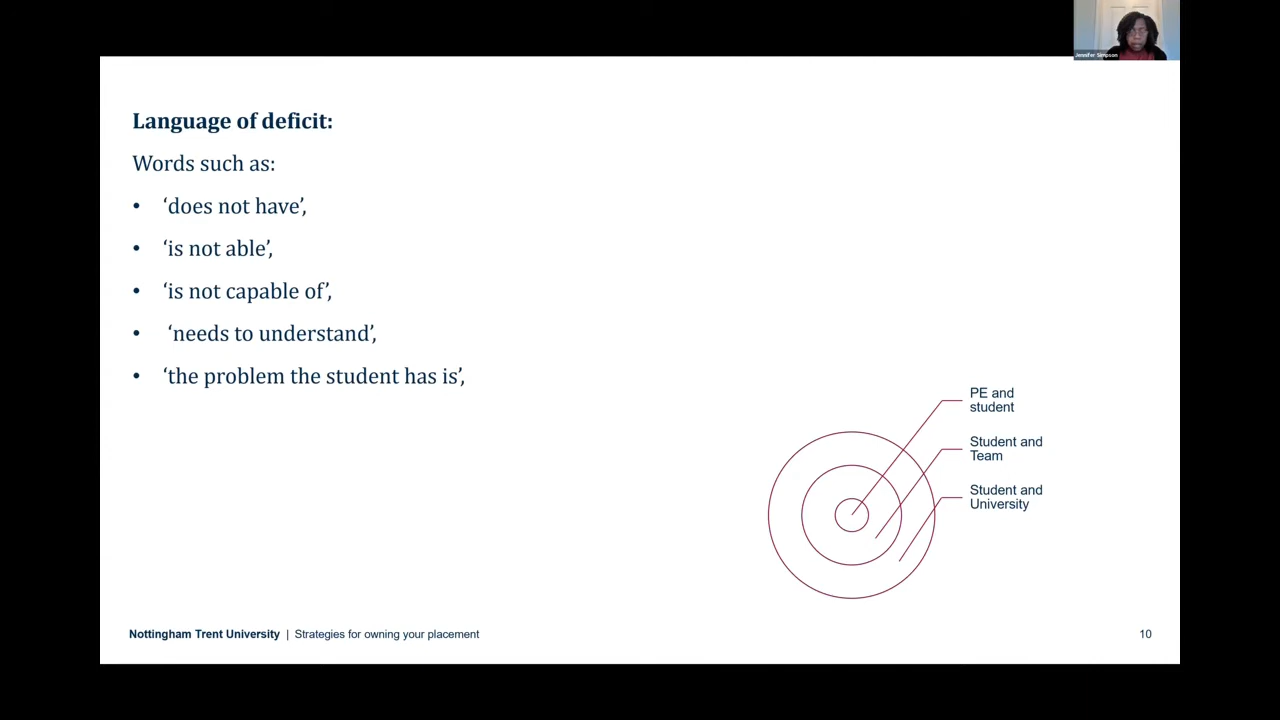 Jennifer Simpson
Language of deficit:
Words such as:
• ‘does not have’,
• ‘is not able’,
• ‘is not capable of’,
• ‘needs to understand’,
• ‘the problem the student has is’,
PE and
student
Student and
Team
Student and
University
Nottingham Trent University | Strategies for owning your placement
10